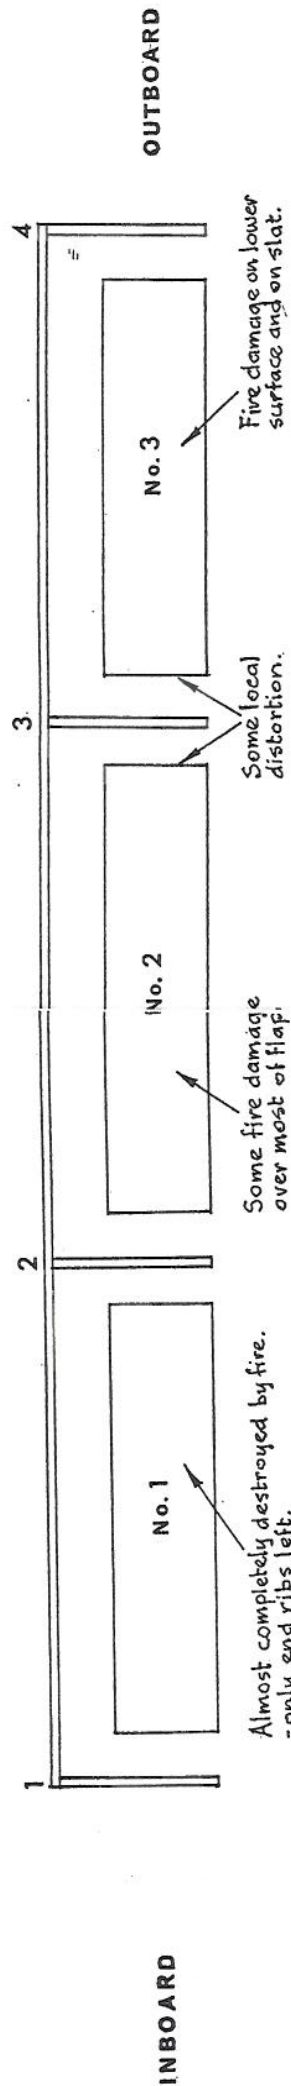 1 2 3 4
INBOARD
No. 1
No. 2
No. 3
OUTBOARD
Almost completely destroyed by fire.
-only end ribs left.
Some fire damage
over most of flap.
Some local
distortion.
Fire damage on lower
surface and on slat.